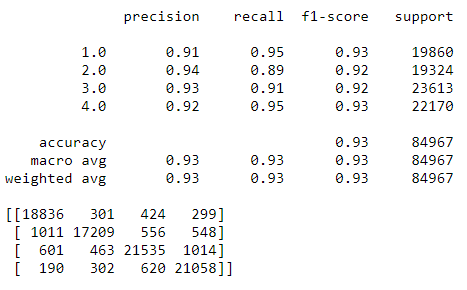 precision recall f1-score support
1.0 0.91 0.95 0.93 19860
2.0 0.94 0.89 0.92 19324
3.0 0.93 0.91 0.92 23613
4.0 0.92 0.95 0.93 22170
accuracy 0.93 84967
macro avg 0.93 0.93 0.93 84967
weighted avg 0.93 0.93 0.93 84967
[[18836 301 424 299]
[ 1011 17209 556 548]
[ 601 463 21535 1014]
[ 190 302 620 21058]]